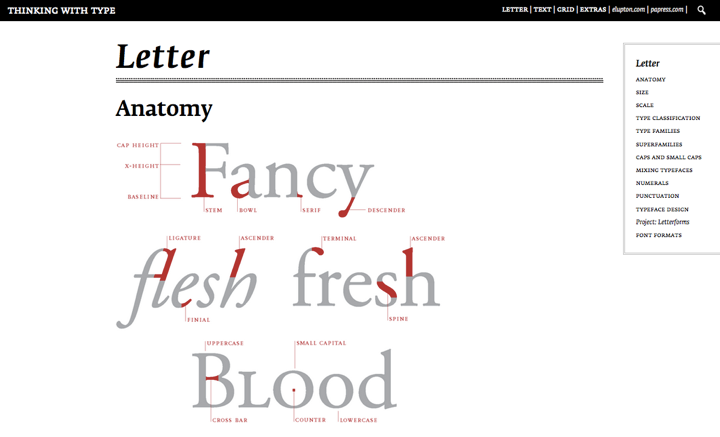 THINKING WITH TYPE
LETTER | TEXT | GRID | EXTRAS | elupton.com | papress.com |
Letter
Anatomy
CAP HEIGHT
X-HEIGHT
BASELINE
Fancy
STEM BOWL SERIF DESCENDER
LIGATURE ASCENDER TERMINAL ASCENDER
flesh fresh
FINIAL SPINE
UPPERCASE SMALL CAPITAL
BLOod
CROSS BAR COUNTER LOWERCASE
Letter
ANATOMY
SIZE
SCALE
TYPE CLASSIFICATION
TYPE FAMILIES
SUPERFAMILIES
CAPS AND SMALL CAPS
MIXING TYPEFACES
NUMERALS
PUNCTUATION
TYPEFACE DESIGN
Project: Letterforms
FONT FORMATS